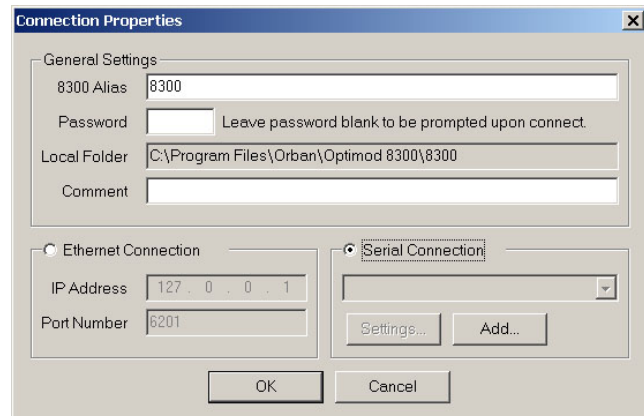 Connection Properties
General Settings
8300 Alias 8300
Password Leave password blank to be prompted upon connect.
Local Folder C:\Program Files\Orban\Optimod 8300\8300
Comment
Ethernet Connection
IP Address 127 . 0 . 0 . 1
Port Number 6201
Serial Connection
Settings... Add...
OK Cancel